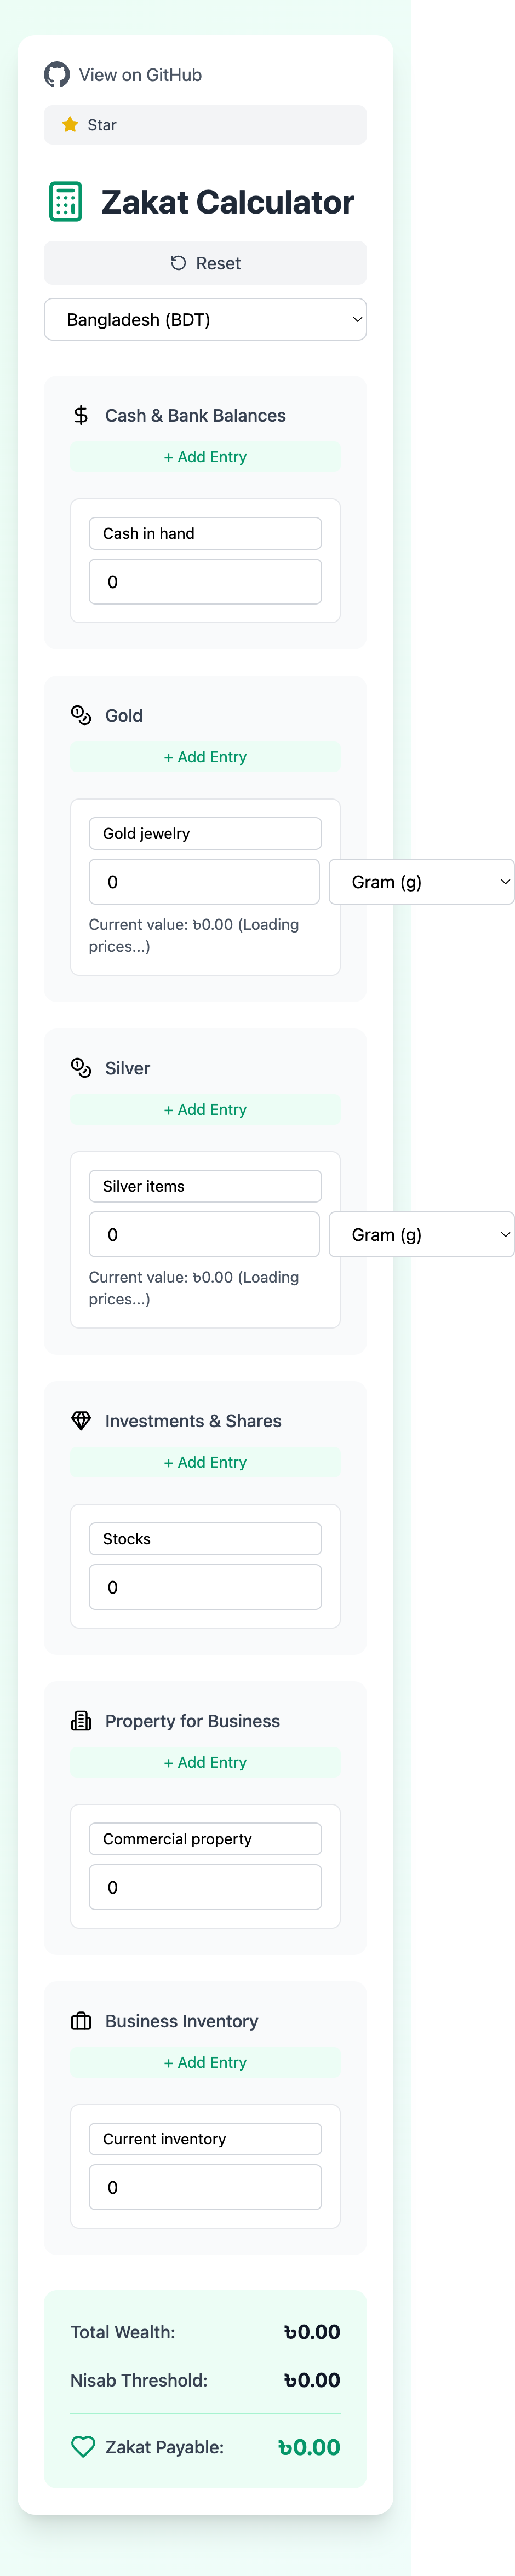 View on GitHub
Star
Zakat Calculator
Reset
Bangladesh (BDT)
Cash & Bank Balances
+ Add Entry
Cash in hand
0
Gold
+ Add Entry
Gold jewelry
0
Gram (g)
Current value: ৳0.00 (Loading
prices...)
Silver
+ Add Entry
Silver items
0
Gram (g)
Current value: ৳0.00 (Loading
prices...)
Investments & Shares
+ Add Entry
Stocks
0
Property for Business
+ Add Entry
Commercial property
0
Business Inventory
+ Add Entry
Current inventory
0
Total Wealth: ৳0.00
Nisab Threshold: ৳0.00
Zakat Payable: ৳0.00